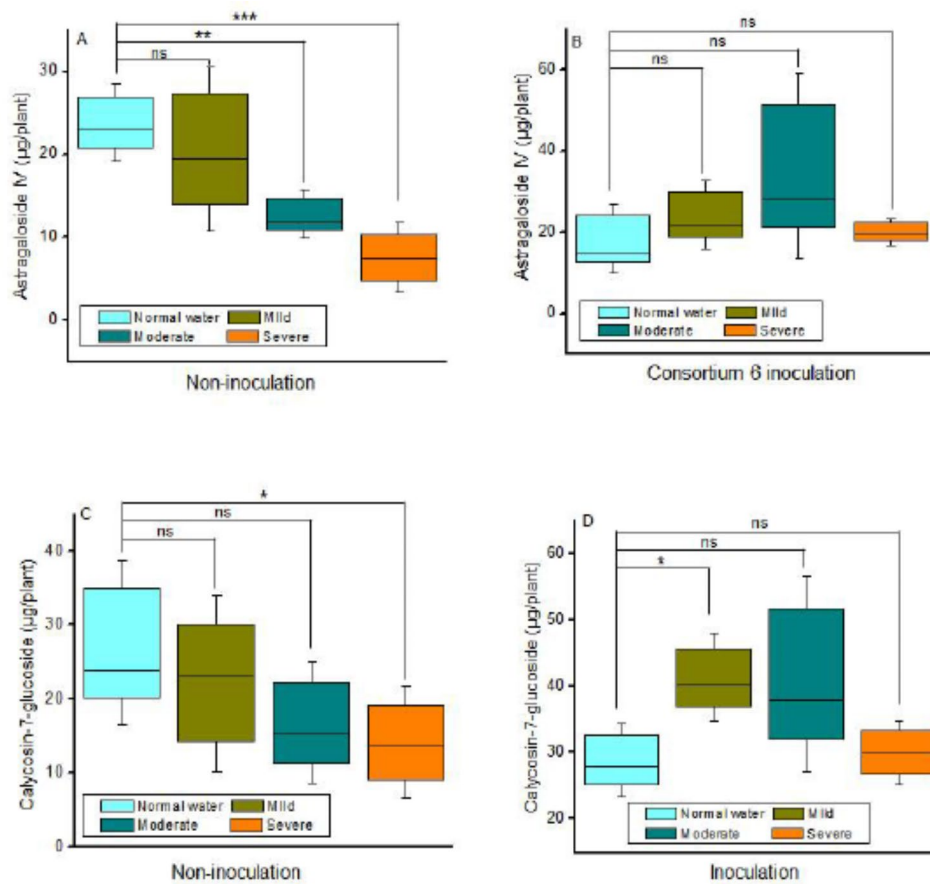 A
***
**
ns
30
20
10
0
Astragaloside IV (µg/plant)
Normal water Mild
Moderate Severe
Non-inoculation
B
ns
ns
ns
60
40
20
0
Astragaloside IV (µg/plant)
Normal water Mild
Moderate Severe
Consortium 6 inoculation
C
*
ns
ns
40
30
20
10
0
Calycosin-7-glucoside (µg/plant)
Normal water Mild
Moderate Severe
Non-inoculation
D
ns
ns
*
60
50
40
30
20
Calycosin-7-glucoside (µg/plant)
Normal water Mild
Moderate Severe
Inoculation